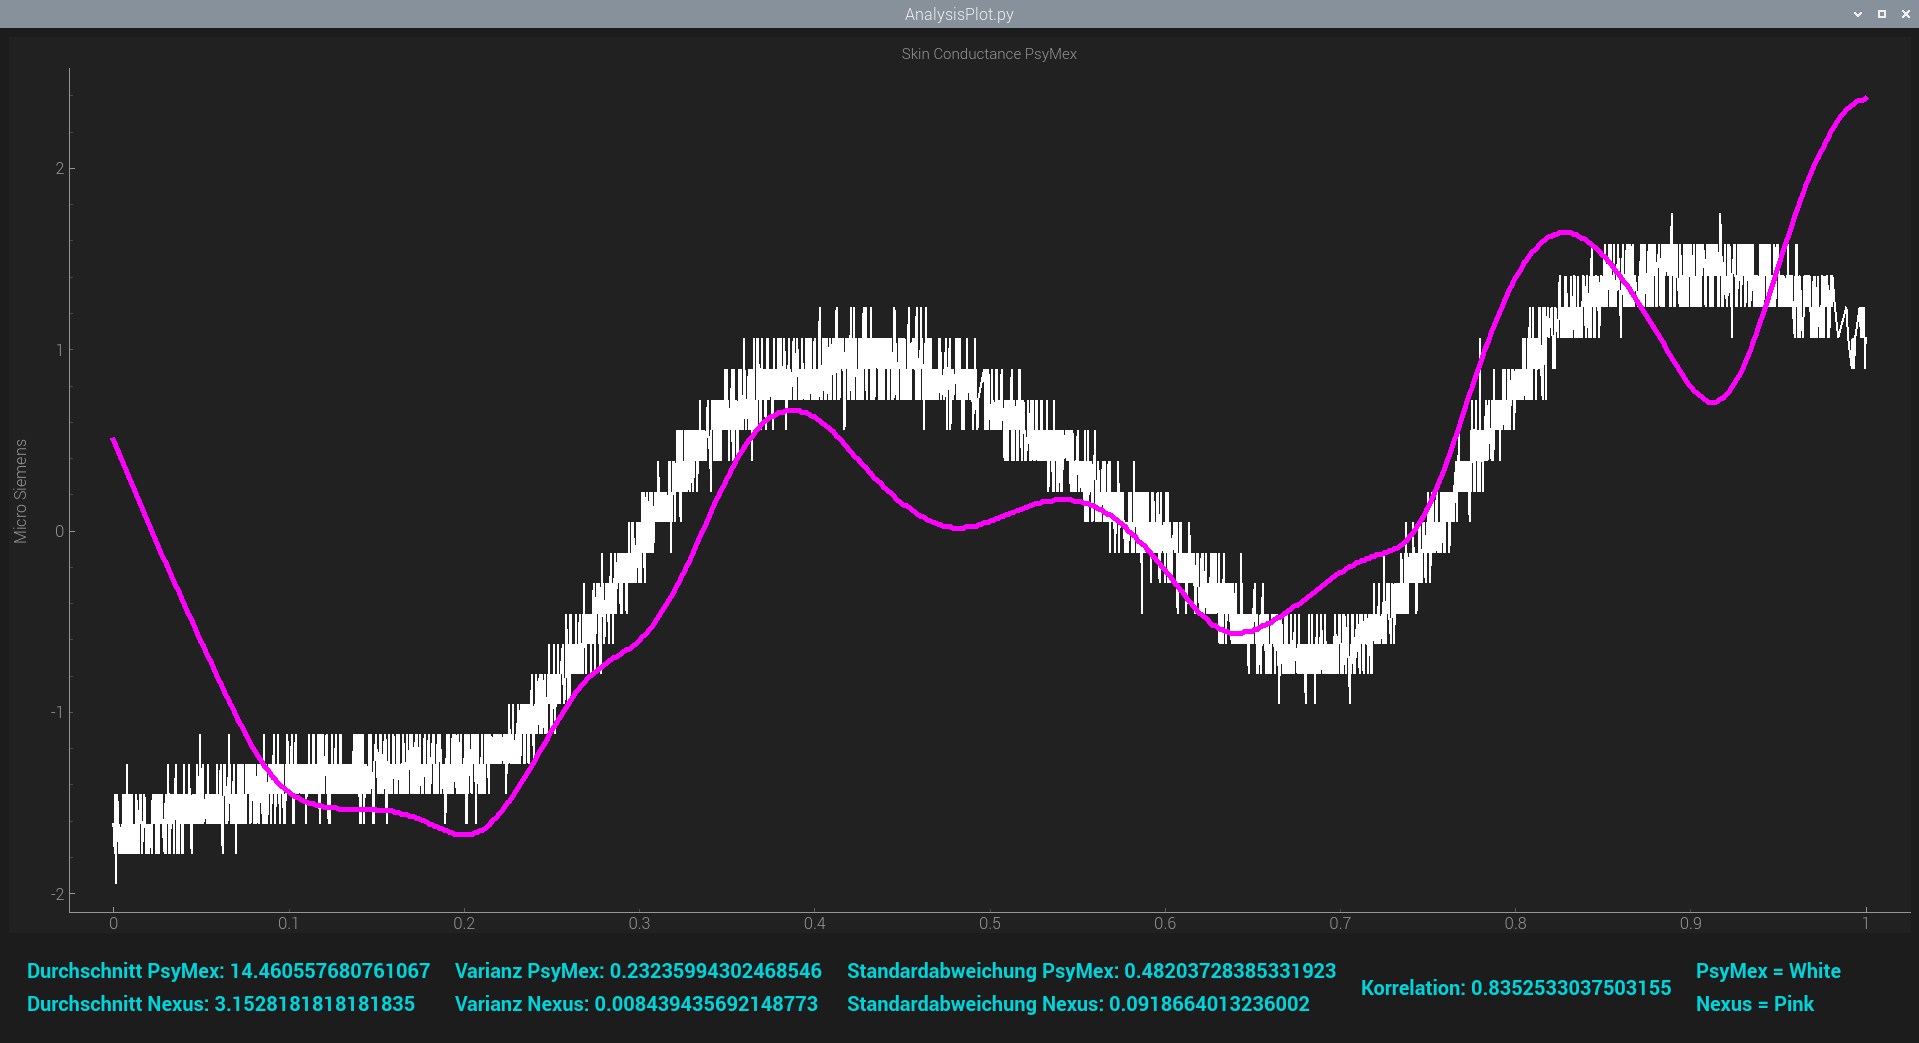 AnalysisPlot.py
Skin Conductance PsyMex
Micro Siemens
2
1
0
-1
-2
0 0.1 0.2 0.3 0.4 0.5 0.6 0.7 0.8 0.9 1
Durchschnitt PsyMex: 14.460557680761067 Varianz PsyMex: 0.23235994302468546 Standardabweichung PsyMex: 0.48203728385331923 PsyMex = White
Korrelation: 0.8352533037503155
Durchschnitt Nexus: 3.1528181818181835 Varianz Nexus: 0.008439435692148773 Standardabweichung Nexus: 0.0918664013236002 Nexus = Pink